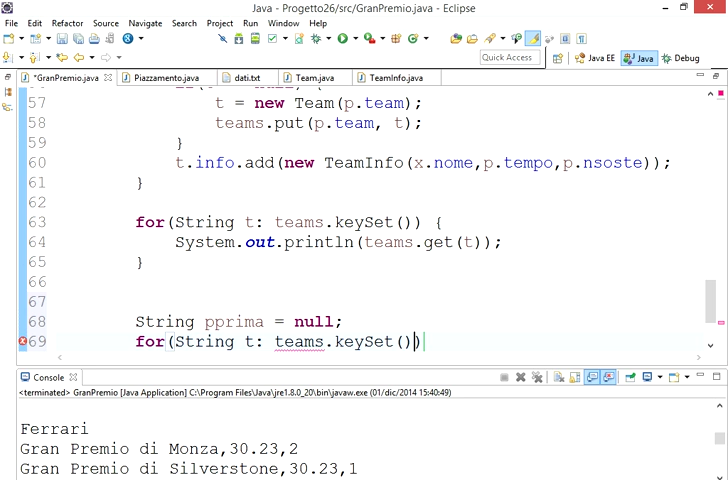 Java - Progetto26/src/GranPremio.java - Eclipse
File Edit Refactor Source Navigate Search Project Run Window Help
Quick Access Java EE Java Debug
*GranPremio.java Piazzamento.java dati.txt Team.java TeamInfo.java
57 t = new Team(p.team);
58 teams.put(p.team, t);
59 }
60 t.info.add(new TeamInfo(x.nome,p.tempo,p.nsoste));
61 }
62
63 for(String t: teams.keySet()) {
64 System.out.println(teams.get(t));
65 }
66
67
68 String pprima = null;
69 for(String t: teams.keySet())
Console
<terminated> GranPremio [Java Application] C:\Program Files\Java\jre1.8.0_20\bin\javaw.exe (01/dic/2014 15:40:49)
Ferrari
Gran Premio di Monza,30.23,2
Gran Premio di Silverstone,30.23,1